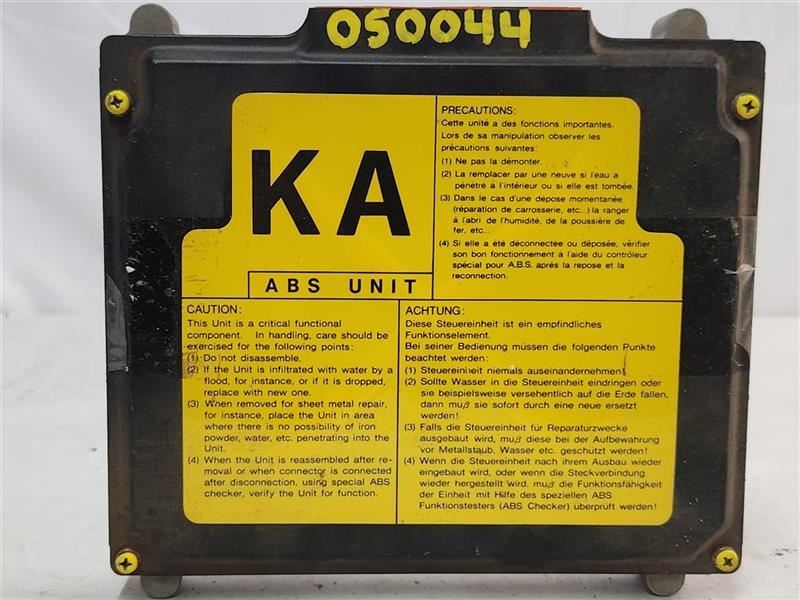 050044
KA
ABS UNIT
PRECAUTIONS:
Cette unité a des fonctions importantes.
Lors de sa manipulation observer les
précautions suivantes:
(1) Ne pas la démonter.
(2) La remplacer par une neuve si l'eau a
pénétré à l'intérieur ou si elle est tombée.
(3) Dans le cas d'une depose momentanée
(réparation de carrosserie, etc...) la ranger
à l'abri de l'humidité, de la poussière de
fer, etc...
(4) Si elle a été déconnectée ou déposée, vérifier
son bon fonctionnement à l'aide du contrôleur
spécial pour A.B.S. après la repose et la
reconnection.
CAUTION:
This Unit is a critical functional
component. In handling, care should be
exercised for the following points:
(1) Do not disassemble.
(2) If the Unit is infiltrated with water by a
flood, for instance, or if it is dropped,
replace with new one.
(3) When removed for sheet metal repair,
for instance, place the Unit in area
where there is no possibility of iron
powder, water, etc. penetrating into the
Unit.
(4) When the Unit is reassembled after re-
moval or when connector is connected
after disconnection, using special ABS
checker, verify the Unit for function.
ACHTUNG:
Diese Steuereinheit ist ein empfindliches
Funktionselement.
Bei seiner Bedienung müssen die folgenden Punkte
beachtet werden:
(1) Steuereinheit niemals auseinandernehmen!
(2) Sollte Wasser in die Steuereinheit eindringen oder
sie beispielsweise versehentlich auf die Erde fallen,
dann muß sie sofort durch eine neue ersetzt
werden!
(3) Falls die Steuereinheit für Reparaturzwecke
ausgebaut wird, muß diese bei der Aufbewahrung
vor Metallstaub, Wasser etc. geschützt werden!
(4) Wenn die Steuereinheit nach ihrem Ausbau wieder
eingebaut wird, oder wenn die Steckverbindung
wieder hergestellt wird, muß die Funktionsfähigkeit
der Einheit mit Hilfe des speziellen ABS
Funktionstesters (ABS Checker) überprüft werden!